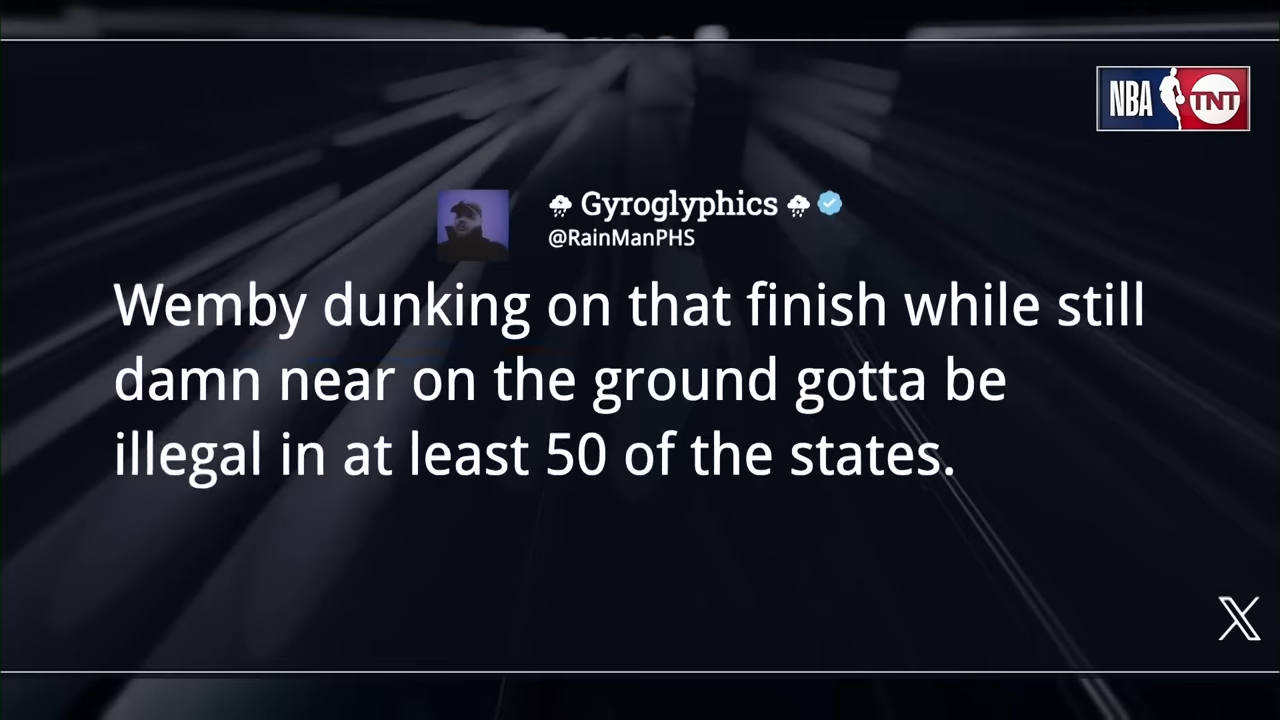 NBA TNT
🌧 Gyroglyphics 🌧
@RainManPHS
Wemby dunking on that finish while still
damn near on the ground gotta be
illegal in at least 50 of the states.
X